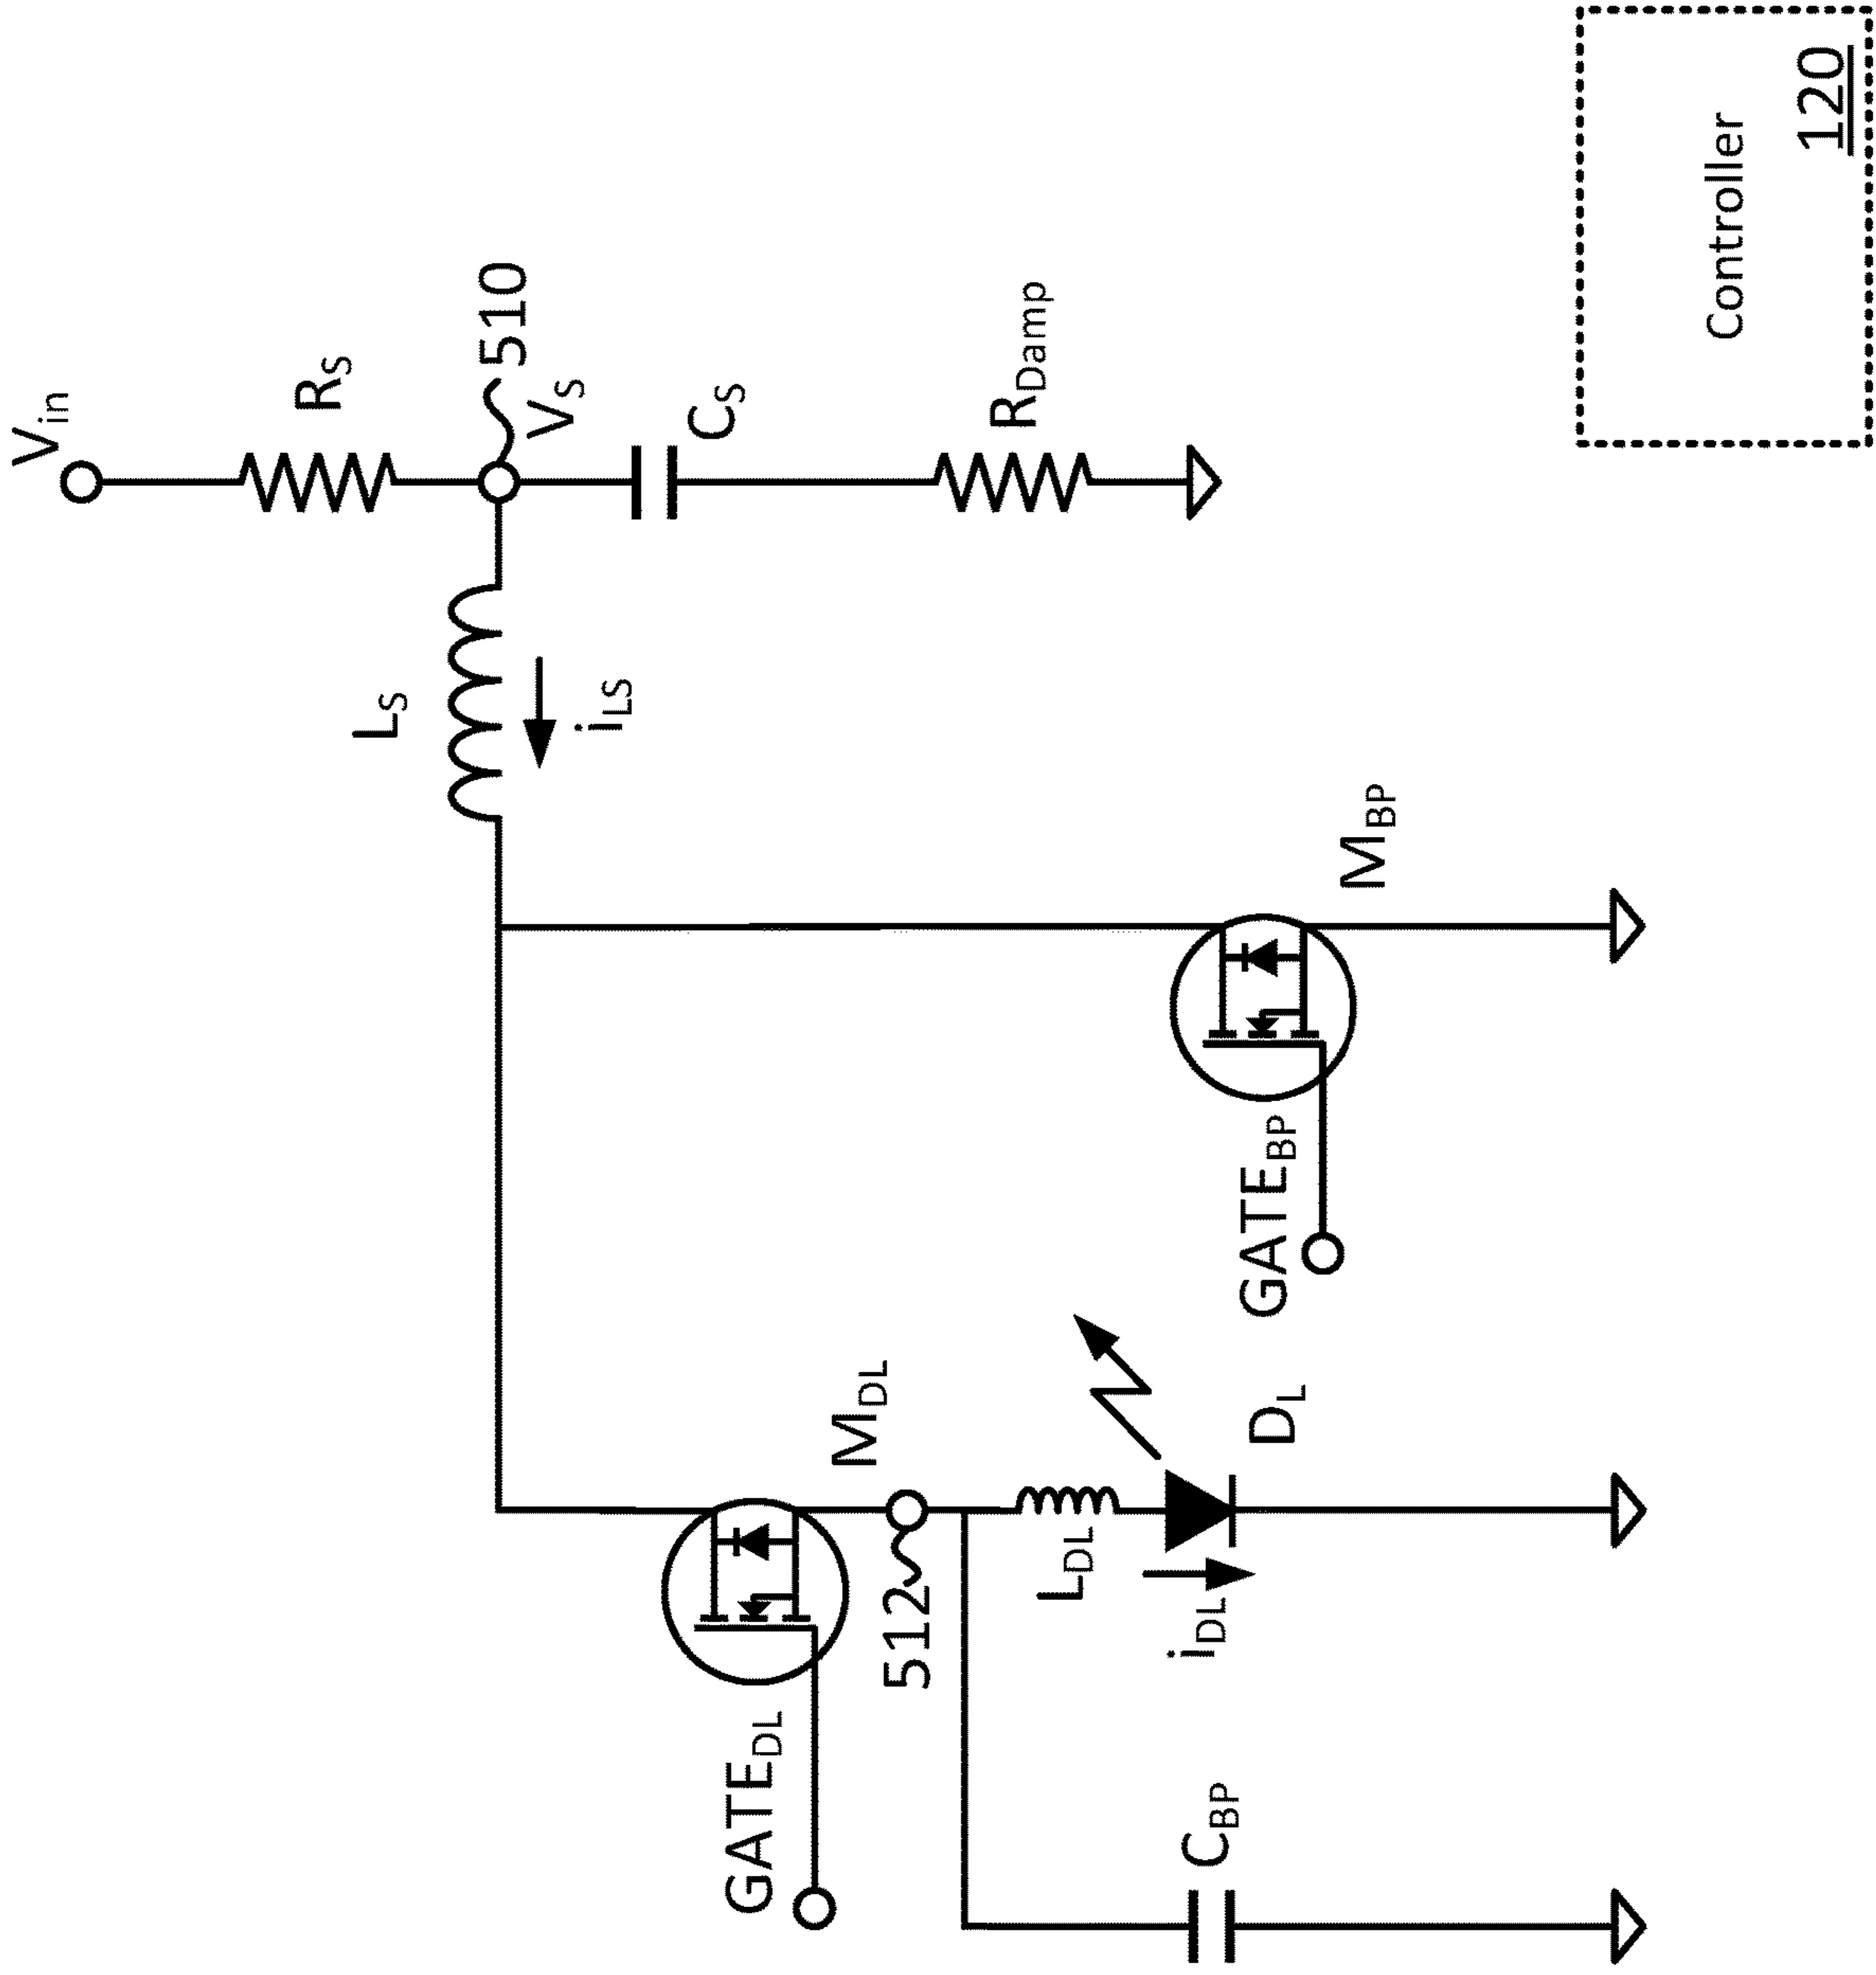 Vin
RS
510
VS
CS
RDamp
LS
iLS
MBP
GATEBP
MDL
GATEDL
512
LDL
iDL
DL
CBP
Controller
120